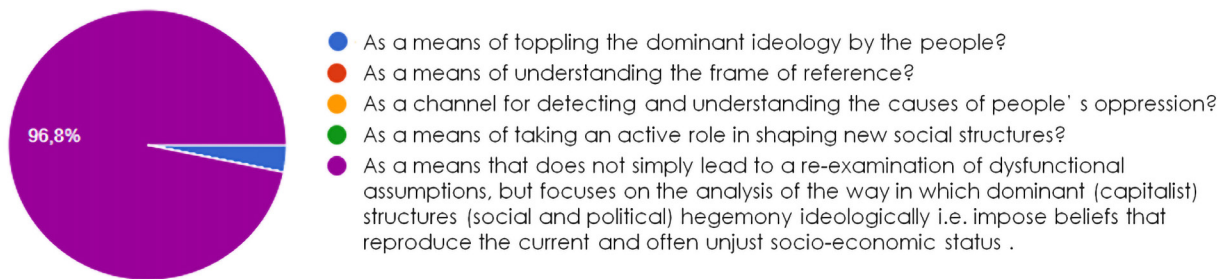 96,8%
As a means of toppling the dominant ideology by the people?
As a means of understanding the frame of reference?
As a channel for detecting and understanding the causes of people' s oppression?
As a means of taking an active role in shaping new social structures?
As a means that does not simply lead to a re-examination of dysfunctional
assumptions, but focuses on the analysis of the way in which dominant (capitalist)
structures (social and political) hegemony ideologically i.e. impose beliefs that
reproduce the current and often unjust socio-economic status .